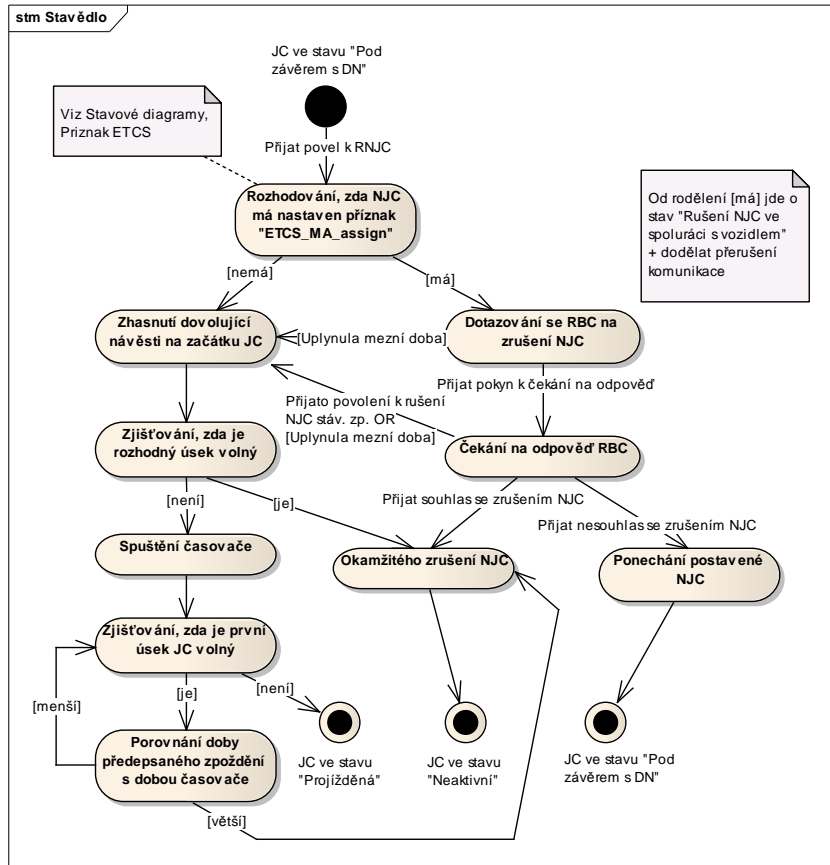 stm Stavědlo
JC ve stavu "Pod
závěrem s DN"
Viz Stavové diagramy,
Priznak ETCS
Přijat povel k RNJC
Rozhodování, zda NJC
má nastaven příznak
"ETCS_MA_assign"
Od rodělení [má] jde o
stav "Rušení NJC ve
spoluráci s vozidlem"
+ dodělat přerušení
komunikace
[nemá]
[má]
Zhasnutí dovolující
návěsti na začátku JC
[Uplynula mezní doba]
Dotazování se RBC na
zrušení NJC
Přijat pokyn k čekání na odpověď
Přijato povolení k rušení
NJC stáv. zp. OR
[Uplynula mezní doba]
Zjišťování, zda je
rozhodný úsek volný
Čekání na odpověď RBC
[není]
[je]
Přijat souhlas se zrušením NJC
Přijat nesouhlas se zrušením NJC
Spuštění časovače
Okamžitého zrušení NJC
Ponechání postavené
NJC
Zjišťování, zda je první
úsek JC volný
[menší]
[je]
[není]
Porovnání doby
předepsaného zpoždění
s dobou časovače
JC ve stavu
"Projížděná"
JC ve stavu
"Neaktivní"
JC ve stavu "Pod
závěrem s DN"
[větší]